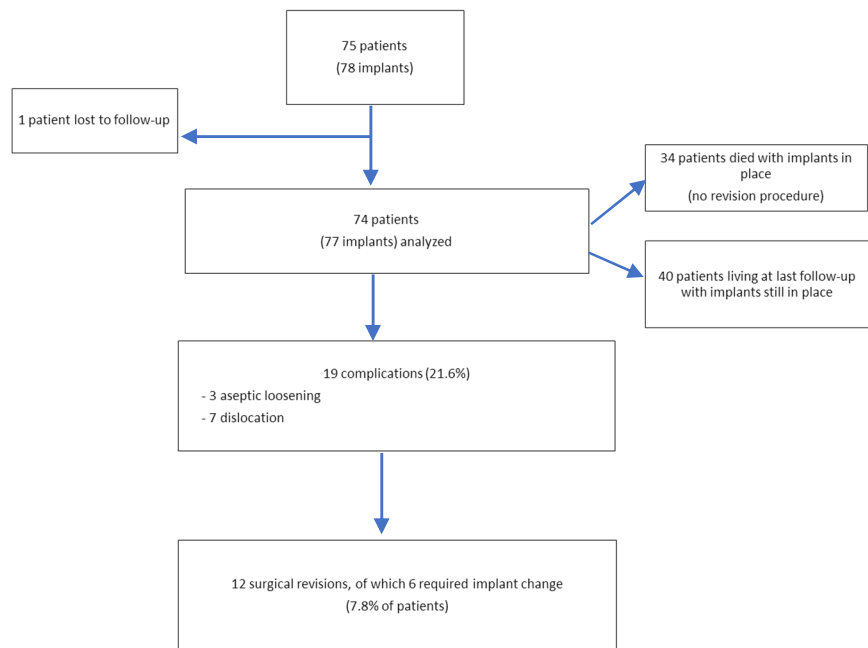 75 patients
(78 implants)
1 patient lost to follow-up
34 patients died with implants in
place
(no revision procedure)
74 patients
(77 implants) analyzed
40 patients living at last follow-up
with implants still in place
19 complications (21.6%)
- 3 aseptic loosening
- 7 dislocation
12 surgical revisions, of which 6 required implant change
(7.8% of patients)